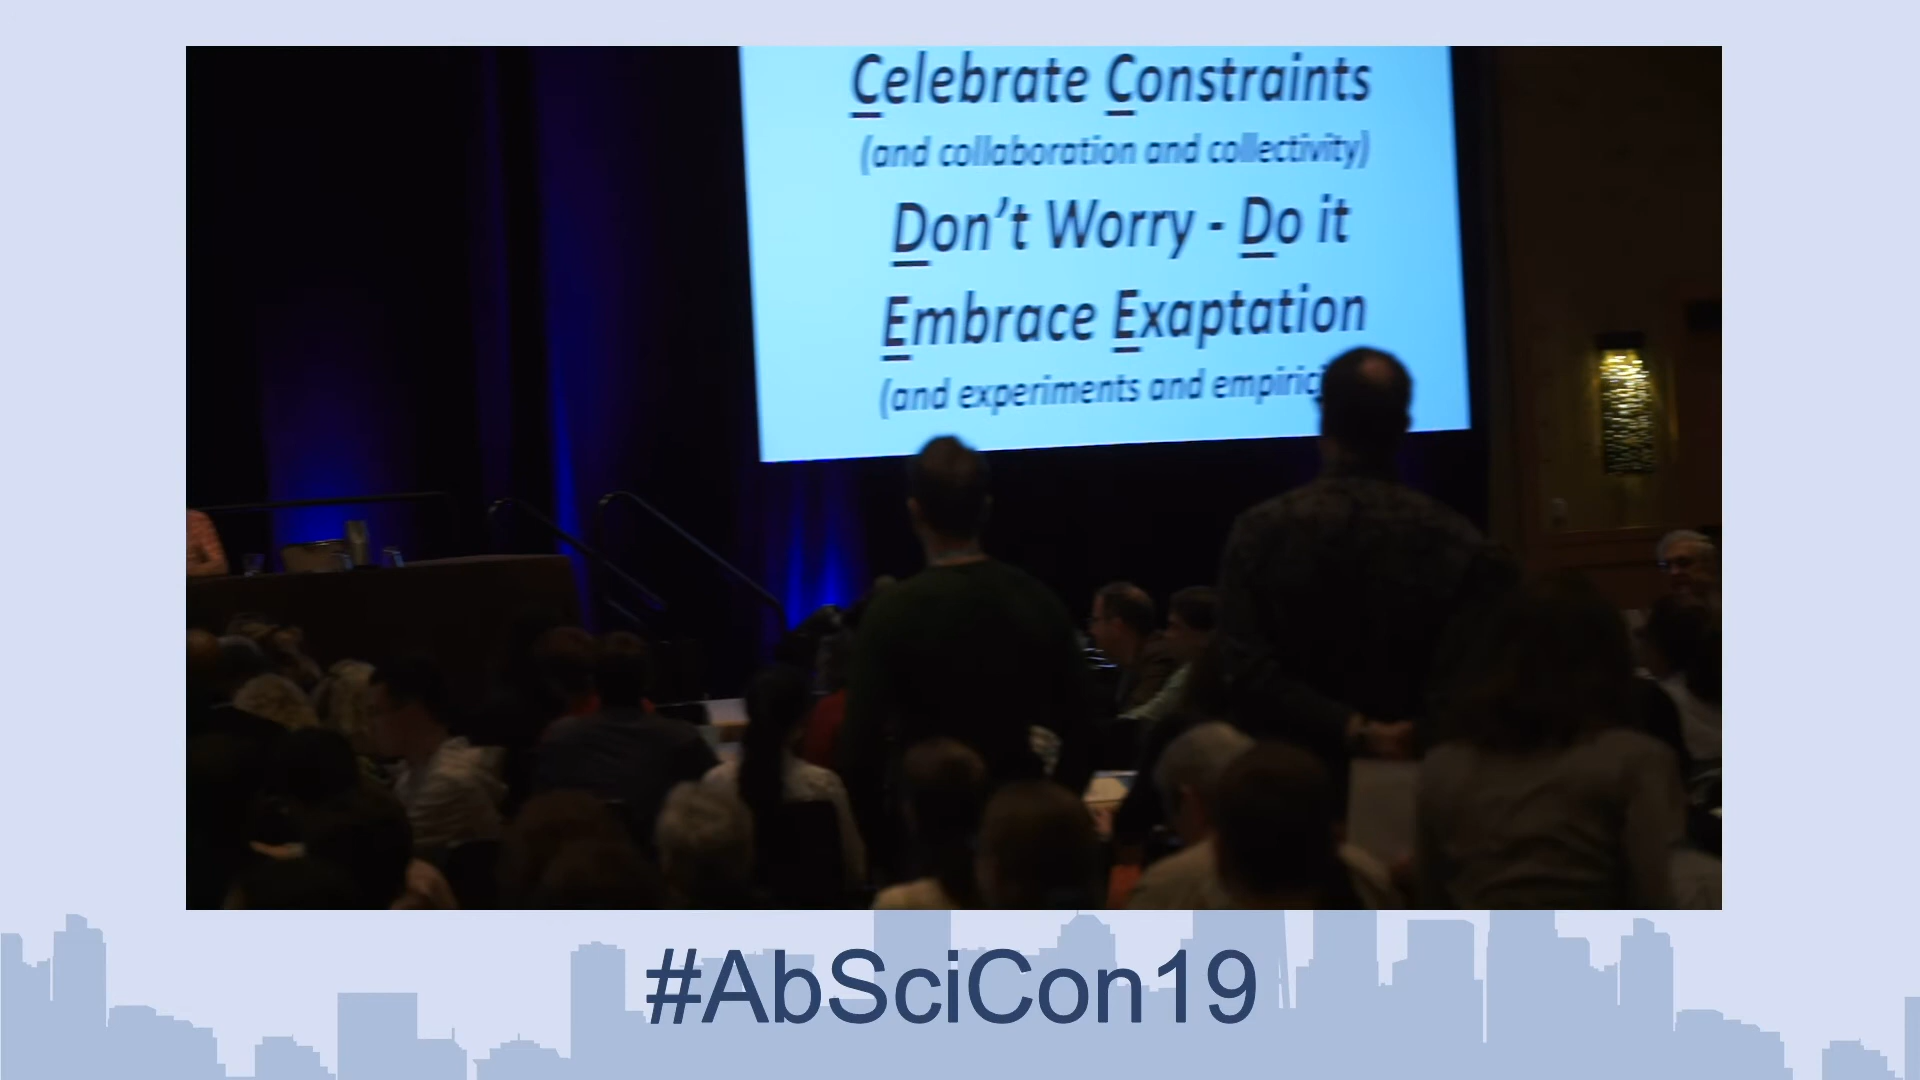 Celebrate Constraints
(and collaboration and collectivity)
Don't Worry - Do it
Embrace Exaptation
(and experiments and
#AbSciCon19